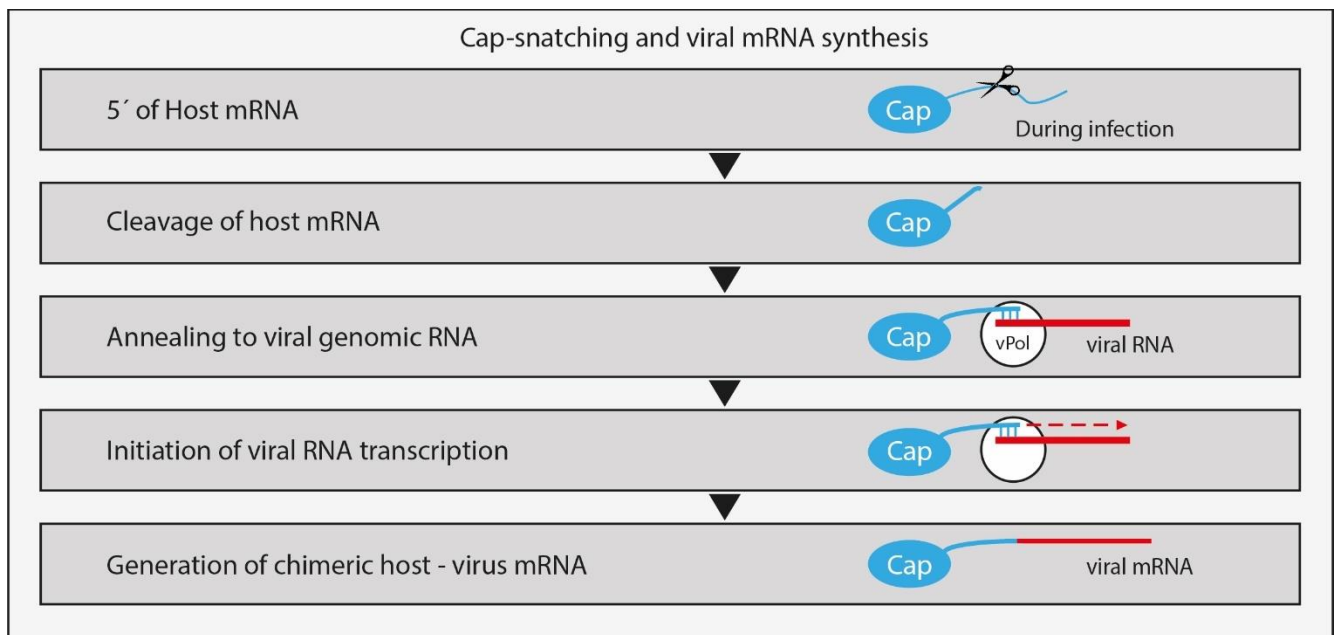 Cap-snatching and viral mRNA synthesis
5´ of Host mRNA
Cap
During infection
Cleavage of host mRNA
Cap
Annealing to viral genomic RNA
Cap
vPol
viral RNA
Initiation of viral RNA transcription
Cap
Generation of chimeric host - virus mRNA
Cap
viral mRNA